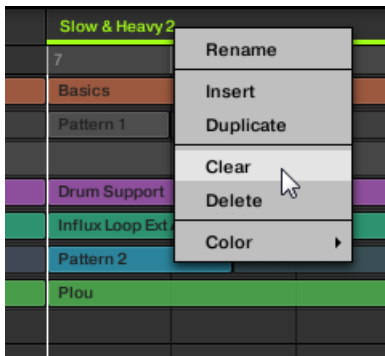 Slow & Heavy 2
7
Rename
Basics
Insert
Pattern 1
Duplicate
Clear
Drum Support
Delete
Influx Loop Ext
Color
Pattern 2
Plou